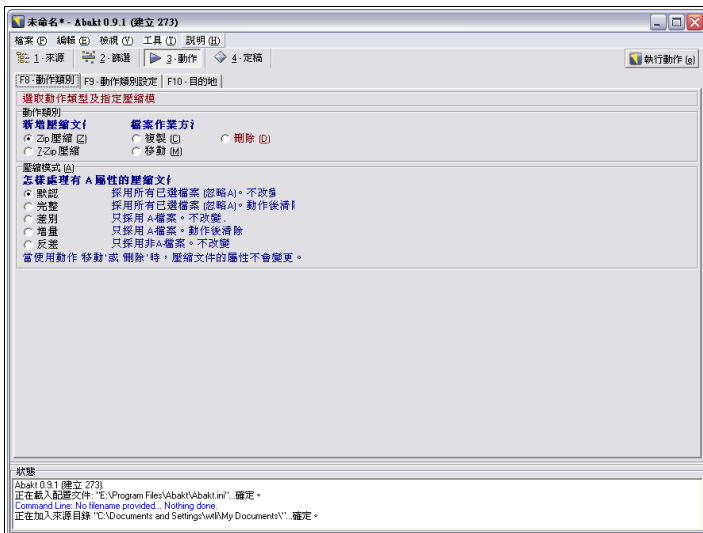 未命名* - Abakt 0.9.1 (建立 273)
檔案 (F) 編輯 (E) 檢視 (V) 工具 (I) 說明 (H)
1 - 來源 2 - 篩選 3 - 動作 4 - 定稿 執行動作 (e)
F8 - 動作類別 F9 - 動作類別設定 F10 - 目的地
選取動作類型及指定壓縮模
動作類別
新增壓縮文 檔案作業方
Zip 壓縮 (Z) 複製 (C) 刪除 (D)
7-Zip 壓縮 移動 (M)
壓縮模式 (A)
怎樣處理有 A 屬性的壓縮文
默認 採用所有已選檔案 (忽略A)。不改
完整 採用所有已選檔案 (忽略A)。動作後清
差別 只採用 A-檔案。不改變.
增量 只採用 A-檔案。動作後清除
反差 只採用非A-檔案。不改變
當使用動作 '移動' 或 '刪除' 時，壓縮文件的屬性不會變更。
狀態
Abakt 0.9.1 (建立 273).
正在載入配置文件: "E:\Program Files\Abakt\Abakt.ini"...確定。
Command Line: No filename provided... Nothing done.
正在加入來源目錄 "C:\Documents and Settings\wtli\My Documents\"...確定。